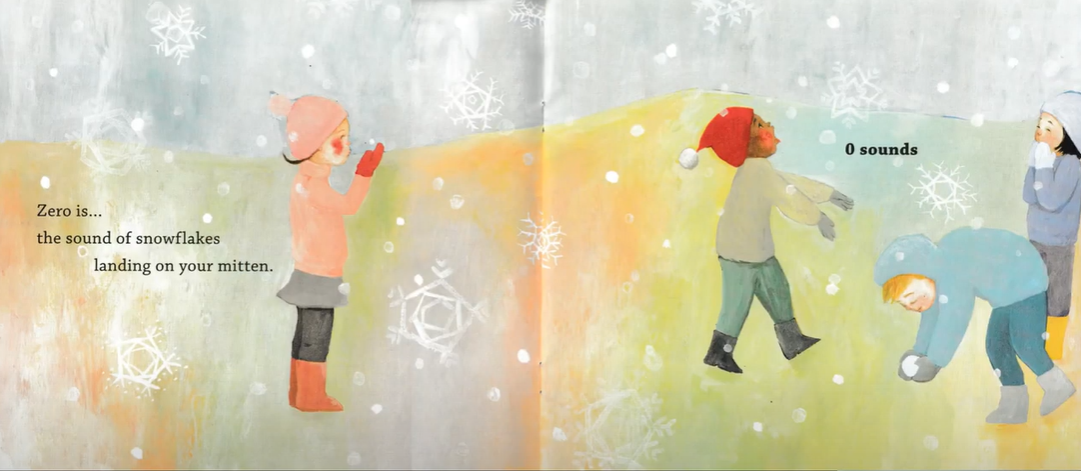 Zero is...
the sound of snowflakes
landing on your mitten.
0 sounds